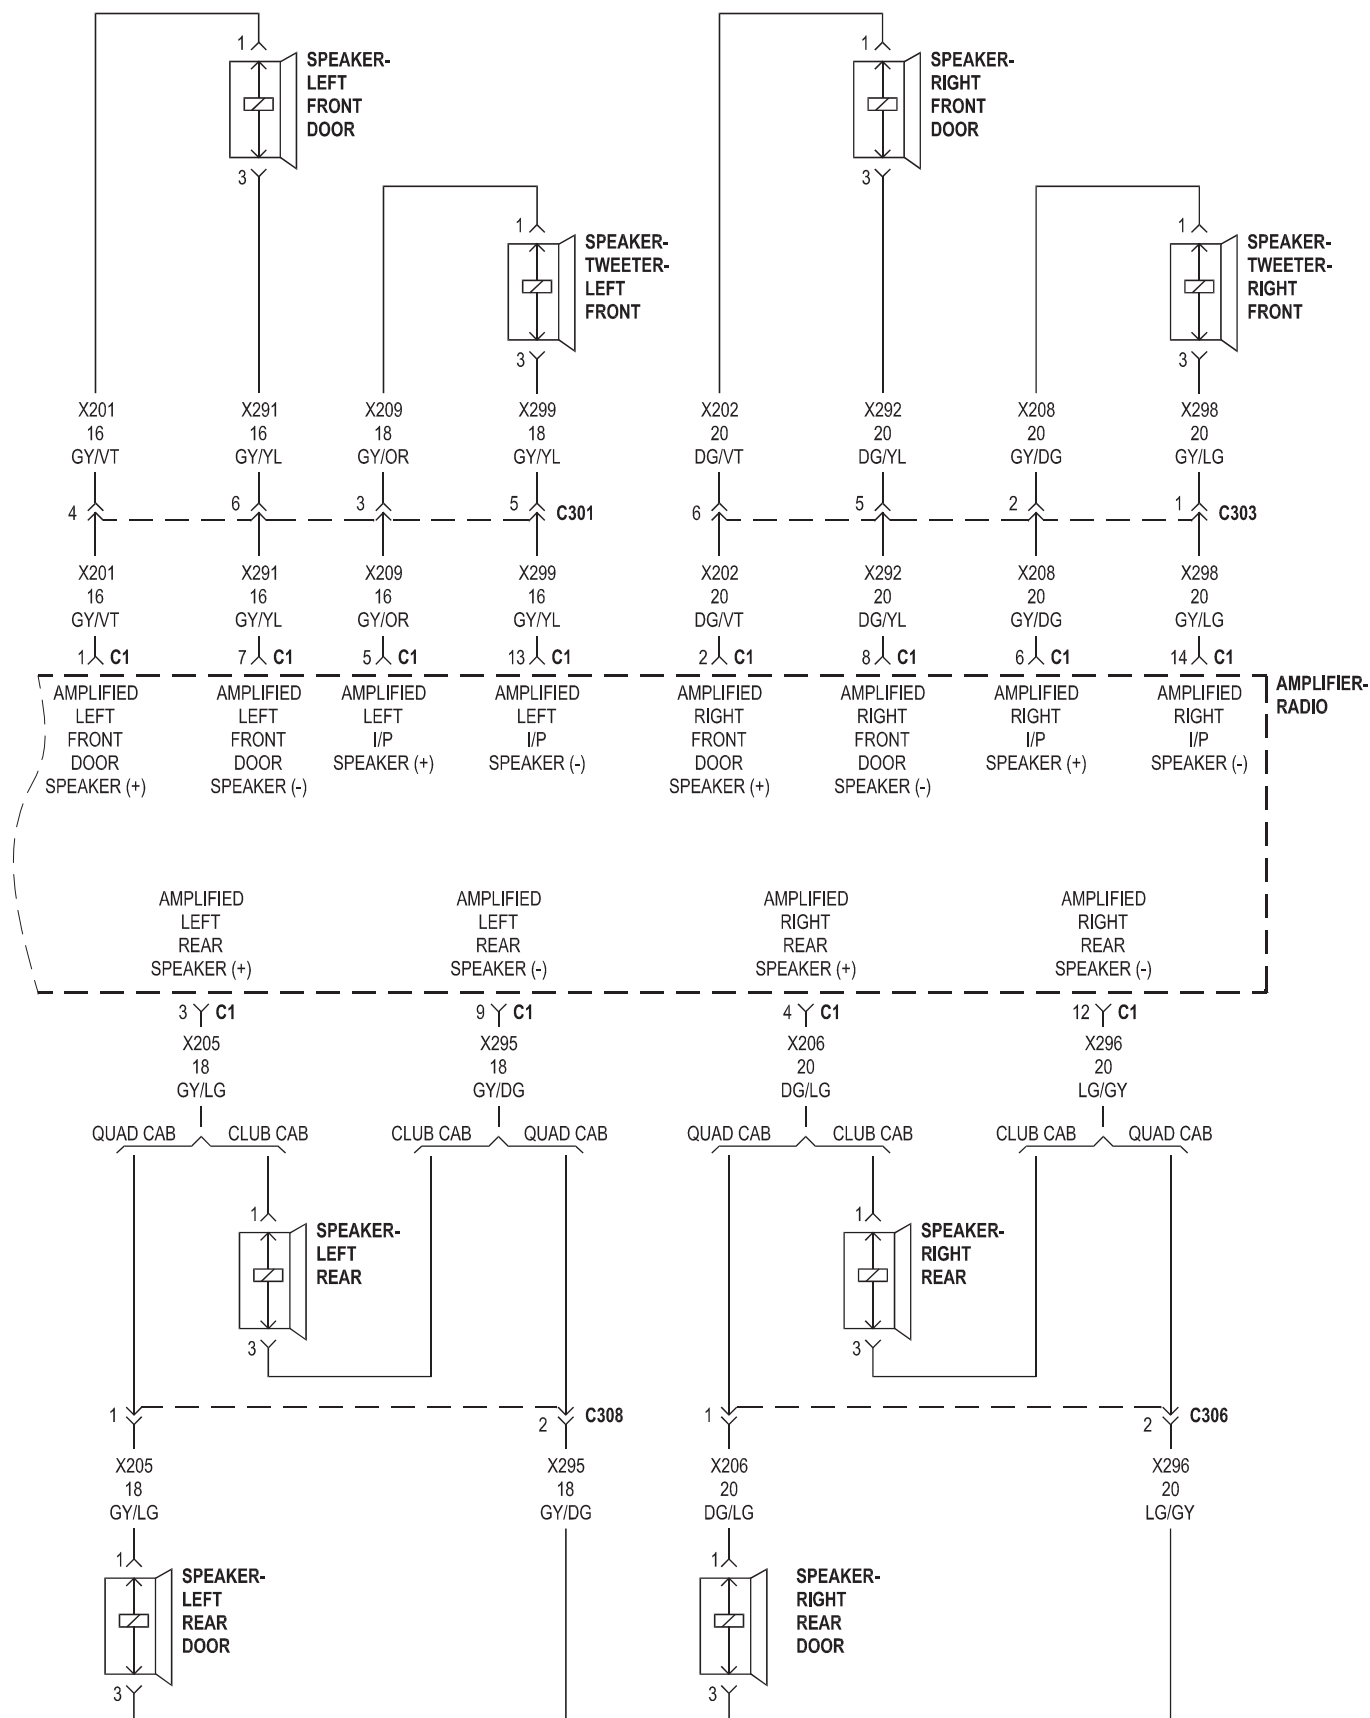 1
SPEAKER-
LEFT
FRONT
DOOR
3
1
SPEAKER-
TWEETER-
LEFT
FRONT
3
1
SPEAKER-
RIGHT
FRONT
DOOR
3
1
SPEAKER-
TWEETER-
RIGHT
FRONT
3
X201 X291 X209 X299 X202 X292 X208 X298
16 16 18 18 20 20 20 20
GY/VT GY/YL GY/OR GY/YL DG/VT DG/YL GY/DG GY/LG
4 6 3 5 C301 6 5 2 1 C303
X201 X291 X209 X299 X202 X292 X208 X298
16 16 16 16 20 20 20 20
GY/VT GY/YL GY/OR GY/YL DG/VT DG/YL GY/DG GY/LG
1 C1 7 C1 5 C1 13 C1 2 C1 8 C1 6 C1 14 C1
AMPLIFIER-
RADIO
AMPLIFIED
LEFT
FRONT
DOOR
SPEAKER (+)
AMPLIFIED
LEFT
FRONT
DOOR
SPEAKER (-)
AMPLIFIED
LEFT
I/P
SPEAKER (+)
AMPLIFIED
LEFT
I/P
SPEAKER (-)
AMPLIFIED
RIGHT
FRONT
DOOR
SPEAKER (+)
AMPLIFIED
RIGHT
FRONT
DOOR
SPEAKER (-)
AMPLIFIED
RIGHT
I/P
SPEAKER (+)
AMPLIFIED
RIGHT
I/P
SPEAKER (-)
AMPLIFIED
LEFT
REAR
SPEAKER (+)
AMPLIFIED
LEFT
REAR
SPEAKER (-)
AMPLIFIED
RIGHT
REAR
SPEAKER (+)
AMPLIFIED
RIGHT
REAR
SPEAKER (-)
3 C1 9 C1 4 C1 12 C1
X205 X295 X206 X296
18 18 20 20
GY/LG GY/DG DG/LG LG/GY
QUAD CAB CLUB CAB CLUB CAB QUAD CAB QUAD CAB CLUB CAB CLUB CAB QUAD CAB
1
SPEAKER-
LEFT
REAR
3
1
SPEAKER-
RIGHT
REAR
3
1 2 C308 1 2 C306
X205 X295 X206 X296
18 18 20 20
GY/LG GY/DG DG/LG LG/GY
1
SPEAKER-
LEFT
REAR
DOOR
3
1
SPEAKER-
RIGHT
REAR
DOOR
3